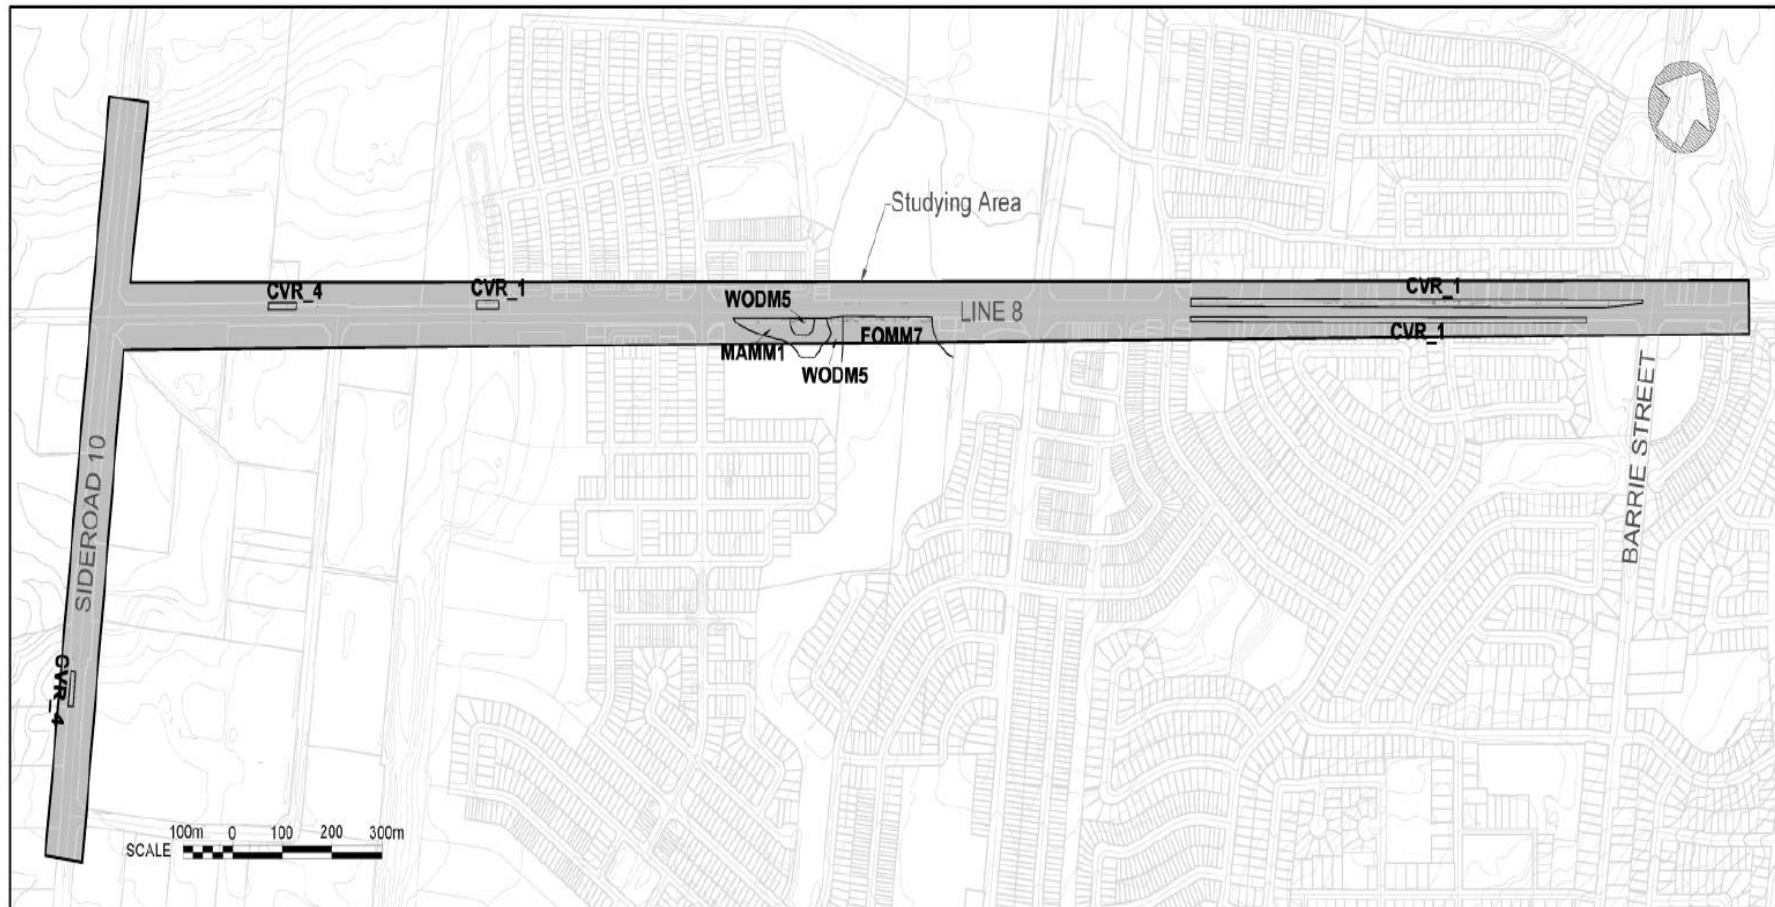 Studying Area
CVR_4
CVR_1
CVR_1
WODM5
LINE 8
CVR_1
FOMM7
MAMM1
WODM5
BARRIE STREET
SIDEROAD 10
CVR_4
100m 0 100 200 300m
SCALE